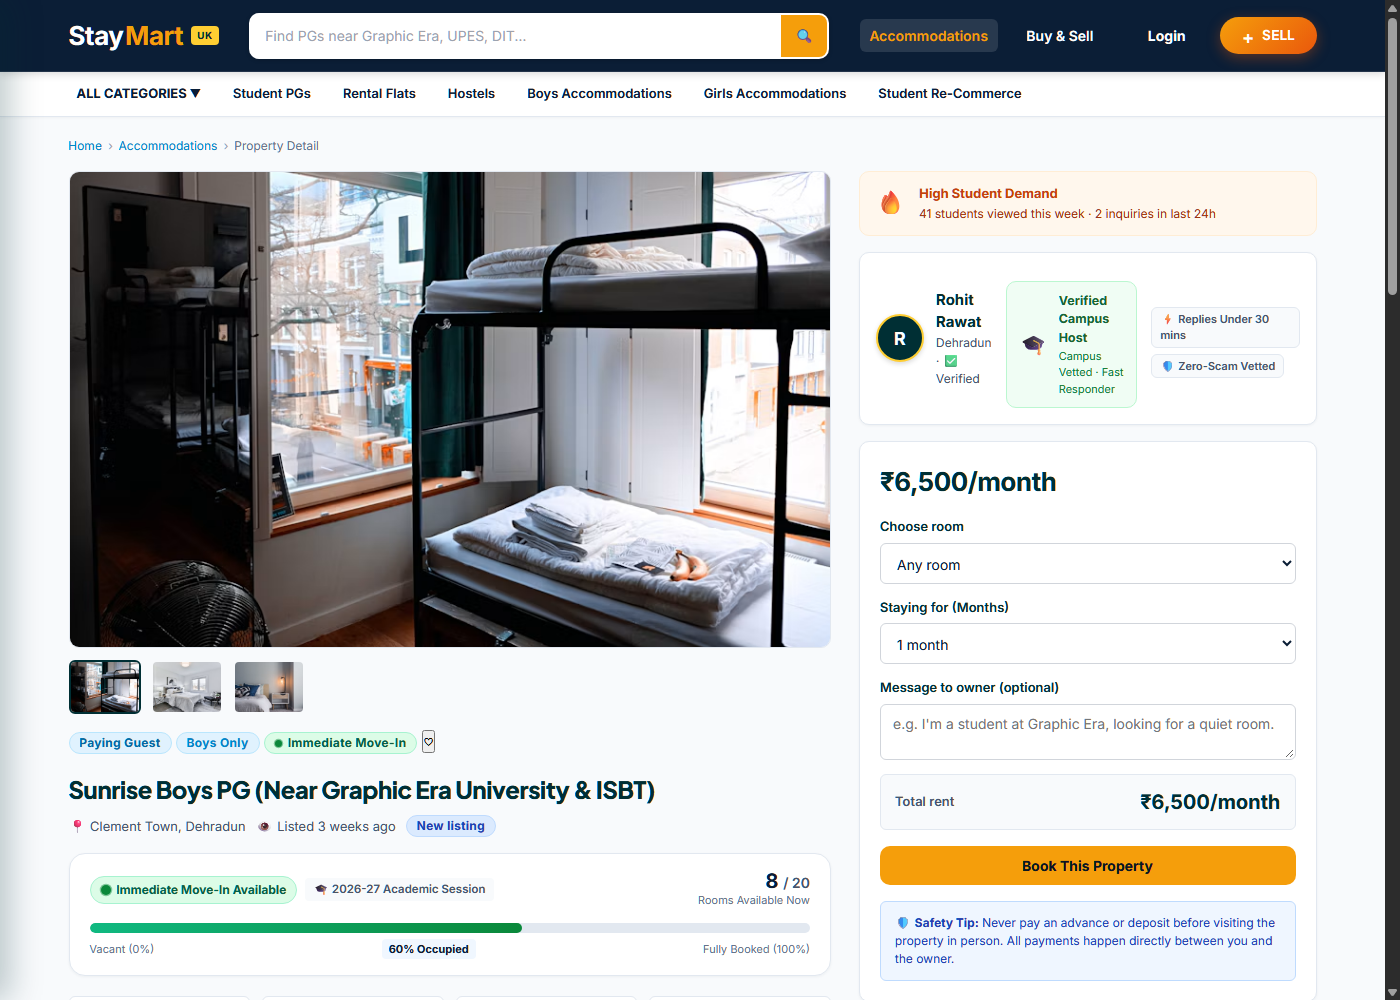 StayMart UK
Find PGs near Graphic Era, UPES, DIT...
Accommodations
Buy & Sell
Login
+ SELL
ALL CATEGORIES ▼
Student PGs
Rental Flats
Hostels
Boys Accommodations
Girls Accommodations
Student Re-Commerce
Home › Accommodations › Property Detail
Paying Guest
Boys Only
Immediate Move-In
Sunrise Boys PG (Near Graphic Era University & ISBT)
Clement Town, Dehradun
Listed 3 weeks ago
New listing
Immediate Move-In Available
2026-27 Academic Session
8 / 20
Rooms Available Now
Vacant (0%)
60% Occupied
Fully Booked (100%)
High Student Demand
41 students viewed this week · 2 inquiries in last 24h
R
Rohit
Rawat
Dehradun
· ✅
Verified
Verified
Campus
Host
Campus
Vetted · Fast
Responder
Replies Under 30
mins
Zero-Scam Vetted
₹6,500/month
Choose room
Any room
Staying for (Months)
1 month
Message to owner (optional)
e.g. I'm a student at Graphic Era, looking for a quiet room.
Total rent
₹6,500/month
Book This Property
Safety Tip: Never pay an advance or deposit before visiting the
property in person. All payments happen directly between you and
the owner.